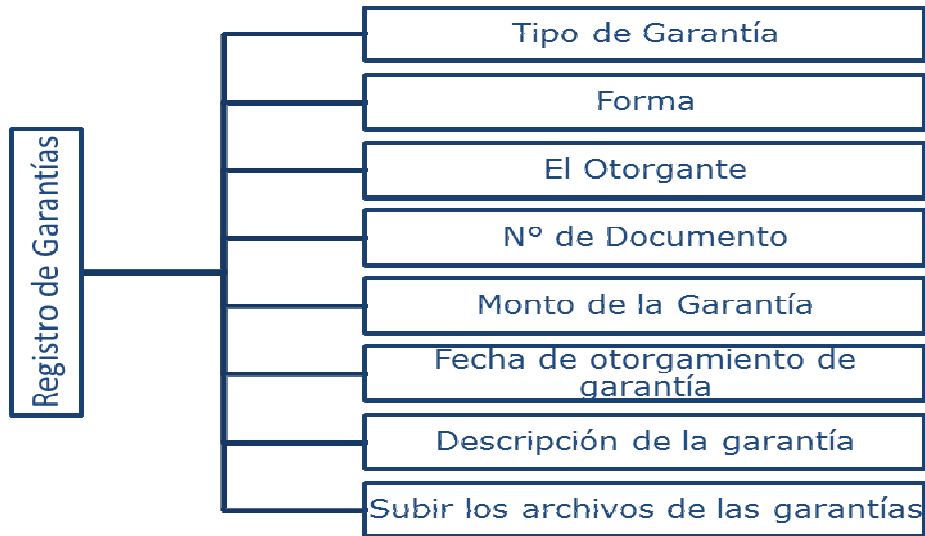 Registro de Garantías
Tipo de Garantía
Forma
El Otorgante
Nº de Documento
Monto de la Garantía
Fecha de otorgamiento de
garantía
Descripción de la garantía
Subir los archivos de las garantías